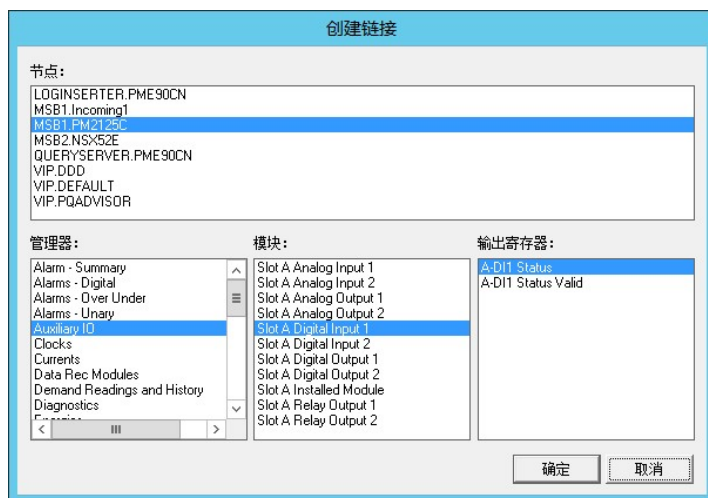 创建链接
节点：
LOGINSERTER.PME90CN
MSB1.Incoming1
MSB1.PM2125C
MSB2.NSX52E
QUERYSERVER.PME90CN
VIP.DDD
VIP.DEFAULT
VIP.PQADVISOR
管理器：
Alarm - Summary
Alarms - Digital
Alarms - Over Under
Alarms - Unary
Auxiliary IO
Clocks
Currents
Data Rec Modules
Demand Readings and History
Diagnostics
模块：
Slot A Analog Input 1
Slot A Analog Input 2
Slot A Analog Output 1
Slot A Analog Output 2
Slot A Digital Input 1
Slot A Digital Input 2
Slot A Digital Output 1
Slot A Digital Output 2
Slot A Installed Module
Slot A Relay Output 1
Slot A Relay Output 2
输出寄存器：
A-DI1 Status
A-DI1 Status Valid
确定
取消